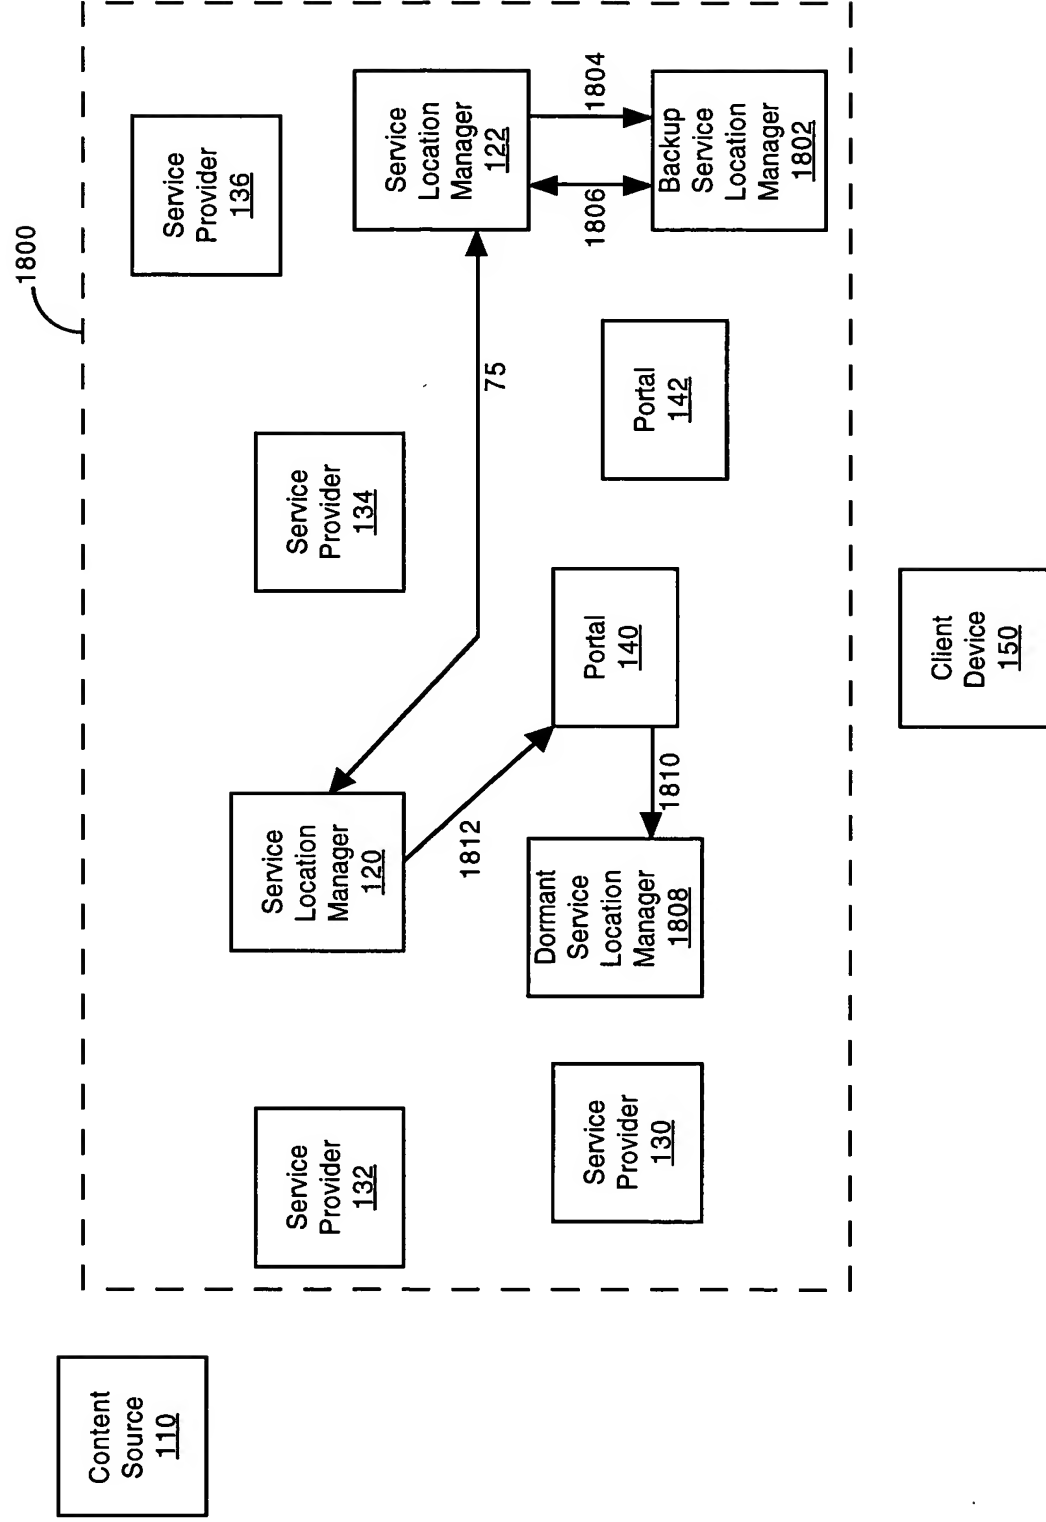 1800
Service
Provider
136
Service
Location
Manager
122
1804
1806
Backup
Service
Location
Manager
1802
75
Service
Provider
134
Portal
142
Service
Location
Manager
120
1812
Portal
140
1810
Dormant
Service
Location
Manager
1808
Service
Provider
132
Service
Provider
130
Content
Source
110
Client
Device
150